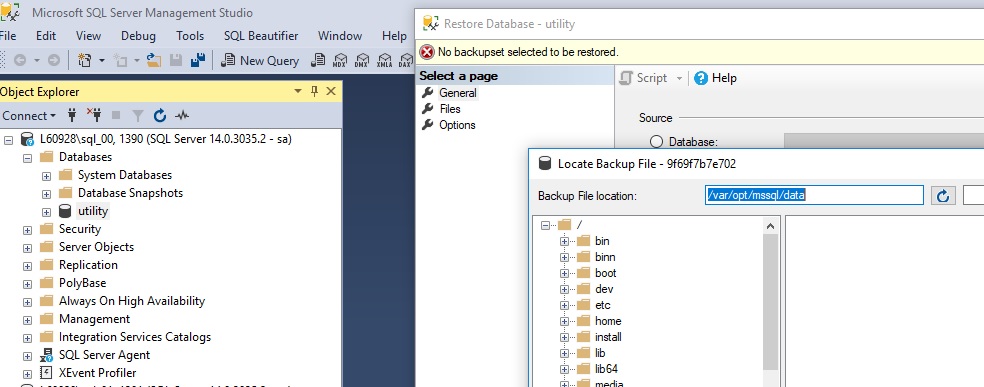 Microsoft SQL Server Management Studio
File Edit View Debug Tools SQL Beautifier Window Help
New Query MDX DMX XMLA DAX
Object Explorer
Connect
L60928\sql_00, 1390 (SQL Server 14.0.3035.2 - sa)
Databases
System Databases
Database Snapshots
utility
Security
Server Objects
Replication
PolyBase
Always On High Availability
Management
Integration Services Catalogs
SQL Server Agent
XEvent Profiler
Restore Database - utility
No backupset selected to be restored.
Select a page
General
Files
Options
Script Help
Source
Database:
Locate Backup File - 9f69f7b7e702
Backup File location: /var/opt/mssql/data
/
bin
binn
boot
dev
etc
home
install
lib
lib64
media